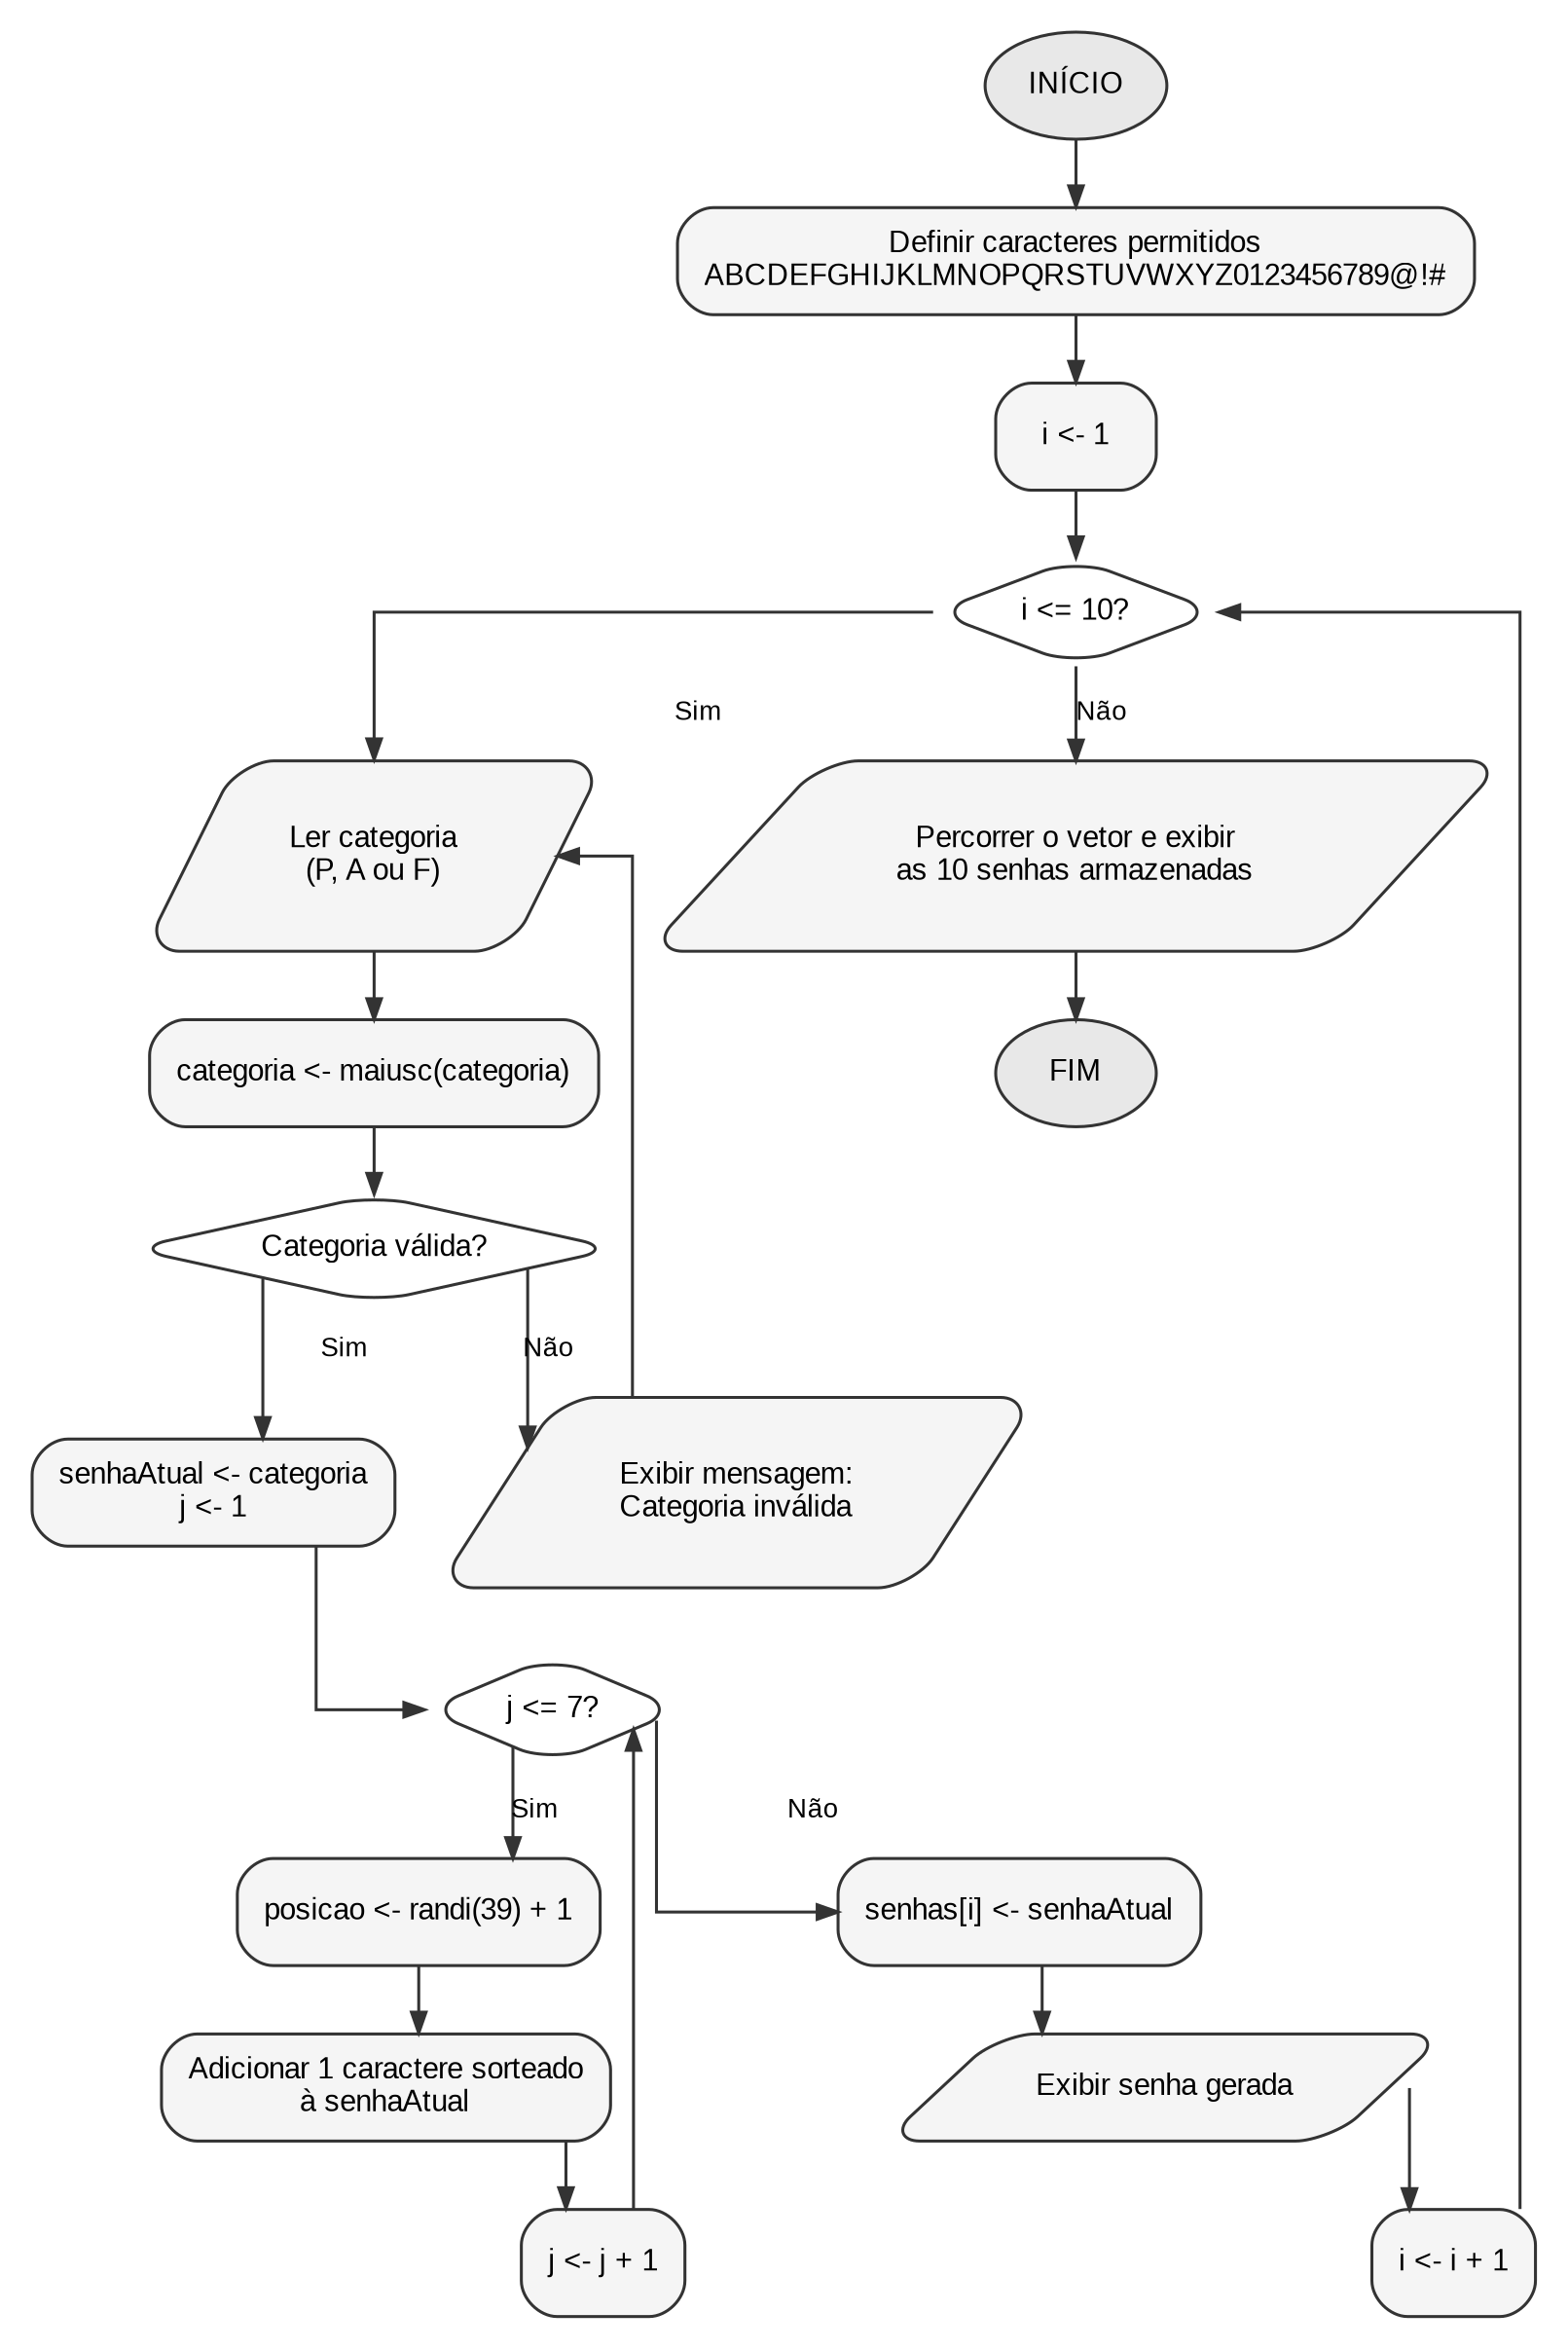 INÍCIO
Definir caracteres permitidos
ABCDEFGHIJKLMNOPQRSTUVWXYZ0123456789@!#
i <- 1
i <= 10?
Sim
Não
Ler categoria
(P, A ou F)
Percorrer o vetor e exibir
as 10 senhas armazenadas
categoria <- maiusc(categoria)
FIM
Categoria válida?
Sim
Não
senhaAtual <- categoria
j <- 1
Exibir mensagem:
Categoria inválida
j <= 7?
Sim
Não
posicao <- randi(39) + 1
senhas[i] <- senhaAtual
Adicionar 1 caractere sorteado
à senhaAtual
Exibir senha gerada
j <- j + 1
i <- i + 1